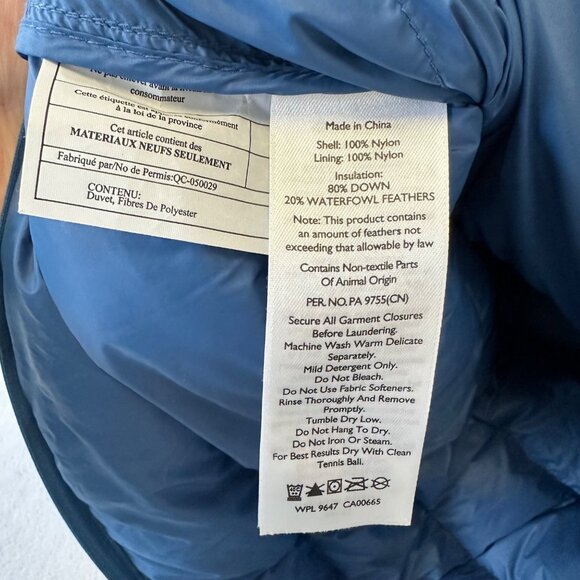 Ne pas enlever avant la
consommateur
Cette étiquette est conformément
à la loi de la province
Cet article contient des
MATERIAUX NEUFS SEULEMENT
Fabriqué par/No de Permis:QC-050029
CONTENU:
Duvet, Fibres De Polyester
Made in China
Shell: 100% Nylon
Lining: 100% Nylon
Insulation:
80% DOWN
20% WATERFOWL FEATHERS
Note: This product contains
an amount of feathers not
exceeding that allowable by law
Contains Non-textile Parts
Of Animal Origin
PER. NO. PA 9755(CN)
Secure All Garment Closures
Before Laundering.
Machine Wash Warm Delicate
Separately.
Mild Detergent Only.
Do Not Bleach.
Do Not Use Fabric Softeners.
Rinse Thoroughly And Remove
Promptly.
Tumble Dry Low.
Do Not Hang To Dry.
Do Not Iron Or Steam.
For Best Results Dry With Clean
Tennis Ball.
WPL 9647 CA00665